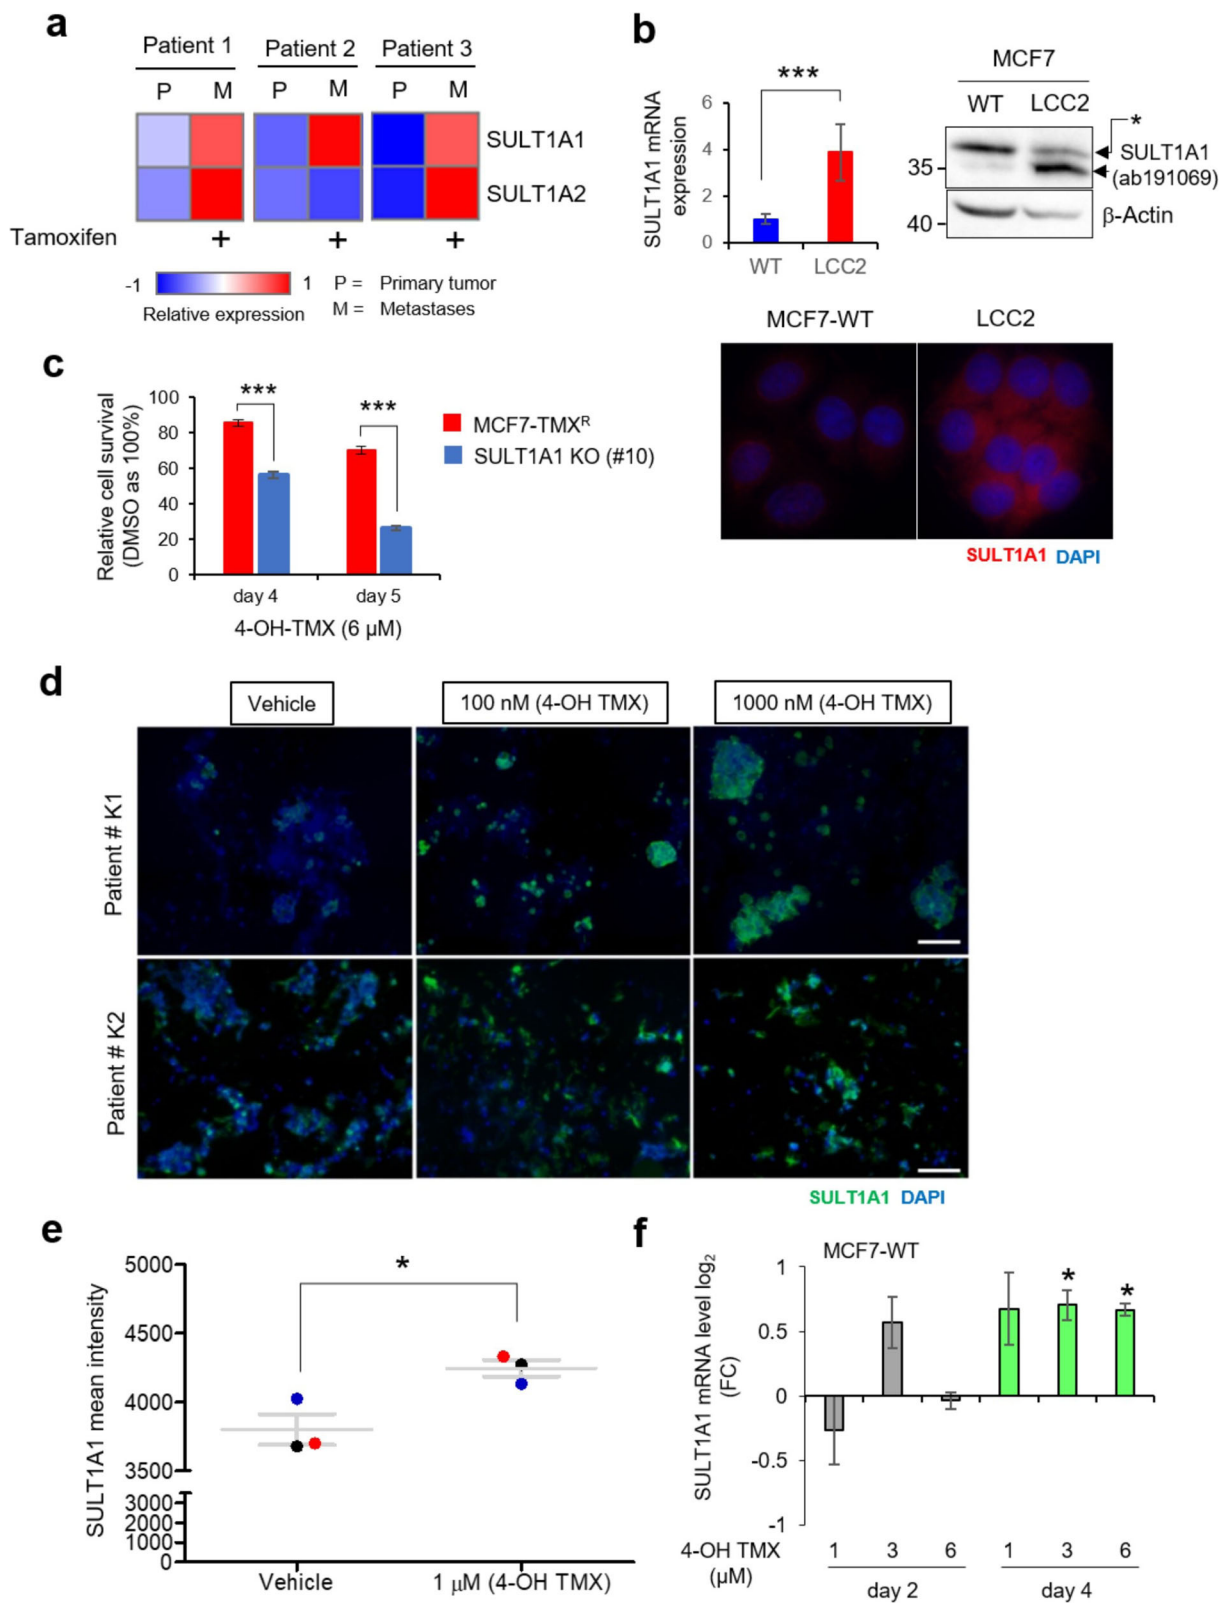 a
Patient 1 Patient 2 Patient 3
P M P M P M
SULT1A1
SULT1A2
Tamoxifen + + +
-1 1 P = Primary tumor
Relative expression M = Metastases
b
SULT1A1 mRNA
expression
6
4
2
0
***
WT LCC2
MCF7
WT LCC2
*
35
SULT1A1
(ab191069)
40
β-Actin
MCF7-WT LCC2
SULT1A1 DAPI
c
Relative cell survival
(DMSO as 100%)
100
80
60
40
20
0
*** ***
MCF7-TMXᴿ
SULT1A1 KO (#10)
day 4 day 5
4-OH-TMX (6 µM)
d
Vehicle 100 nM (4-OH TMX) 1000 nM (4-OH TMX)
Patient # K1
Patient # K2
SULT1A1 DAPI
e
SULT1A1 mean intensity
5000
4500
4000
3500
3000
2000
1000
0
*
Vehicle 1 µM (4-OH TMX)
f
MCF7-WT
SULT1A1 mRNA level log₂
(FC)
1
0.5
0
-0.5
-1
* *
4-OH TMX 1 3 6 1 3 6
(µM)
day 2 day 4